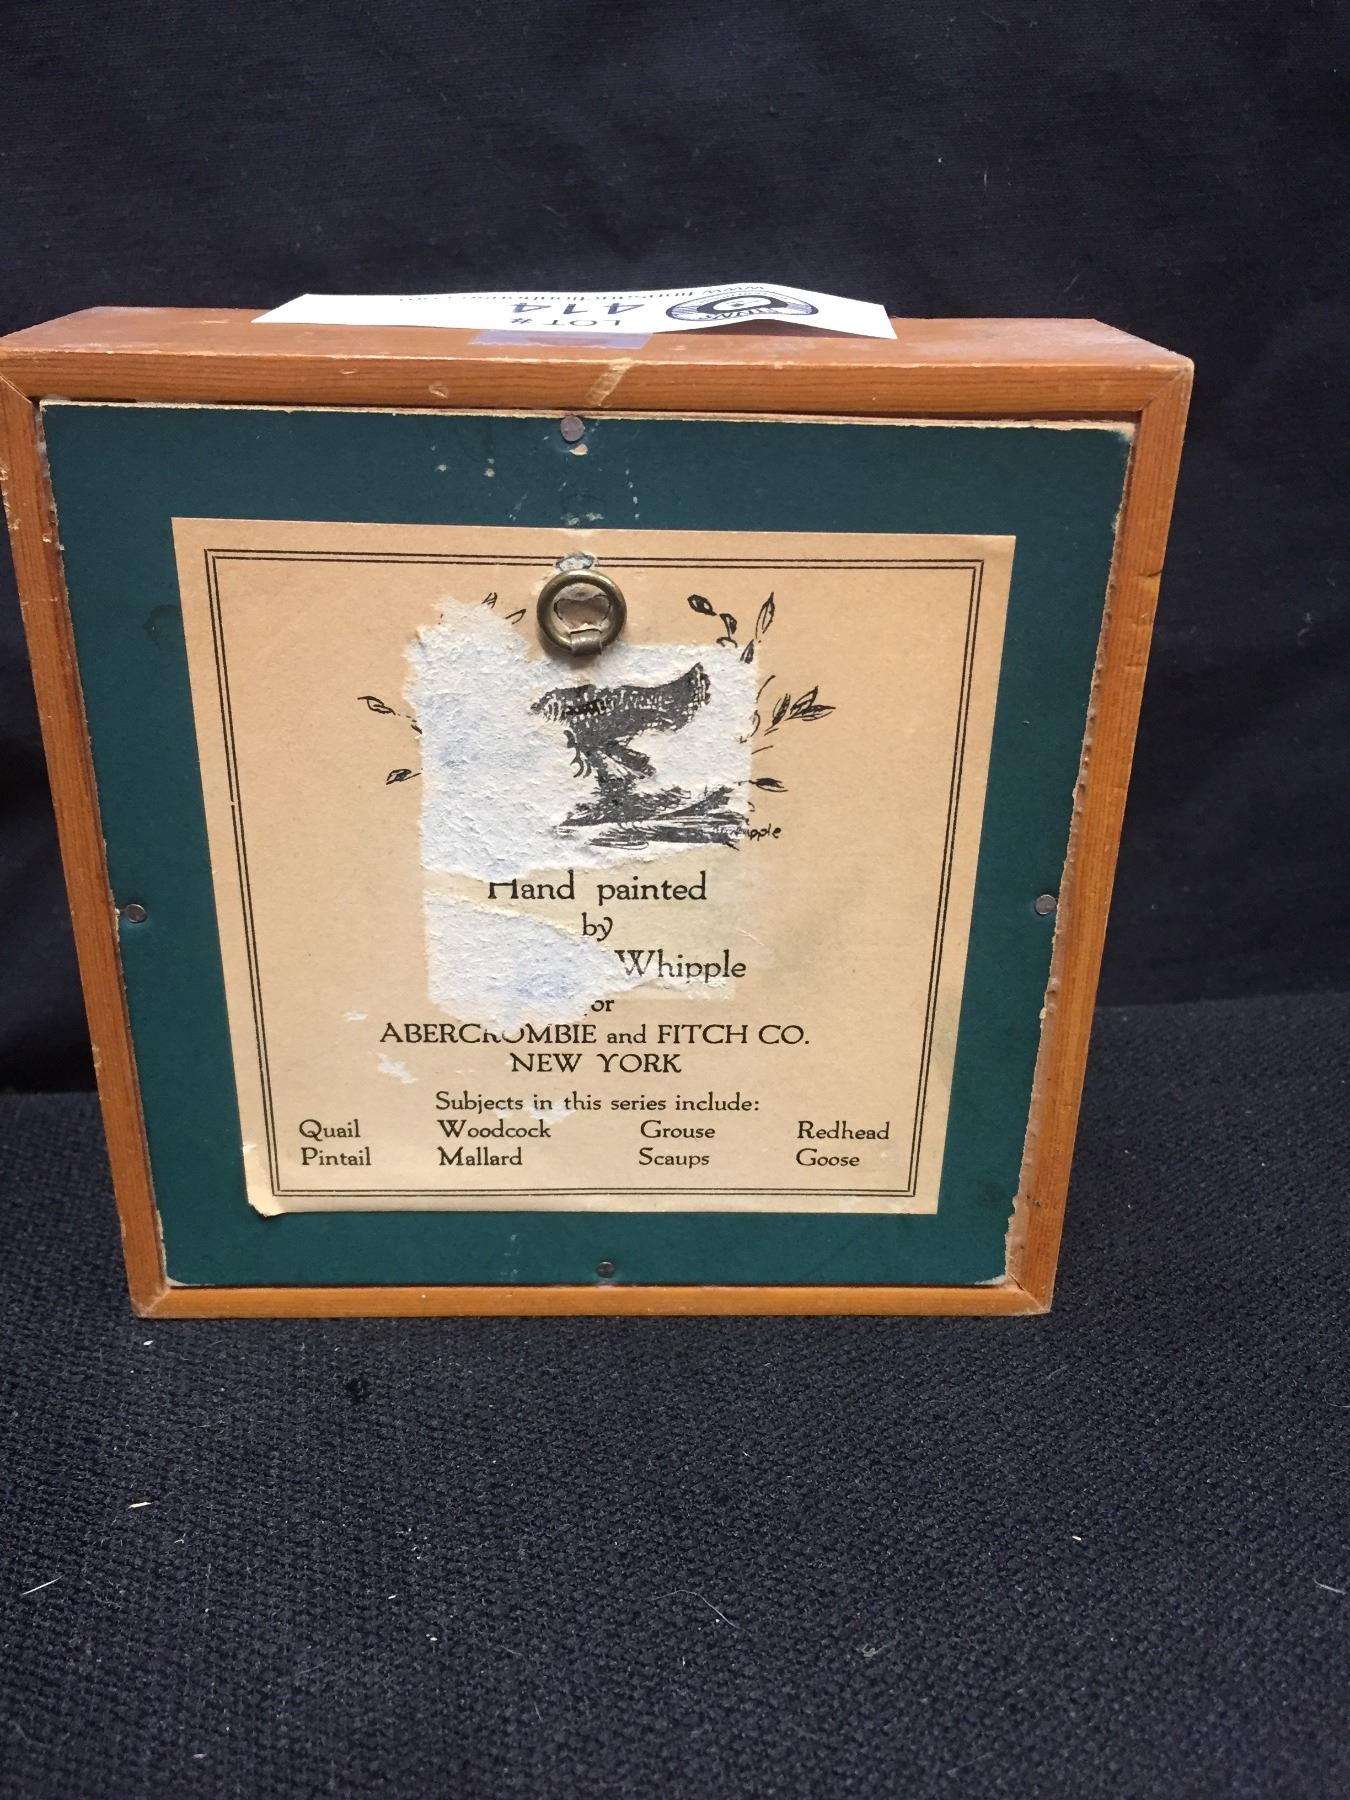 LOT # 414
Hand painted
by
Whipple
or
ABERCROMBIE and FITCH CO.
NEW YORK
Subjects in this series include:
Quail Woodcock Grouse Redhead
Pintail Mallard Scaups Goose